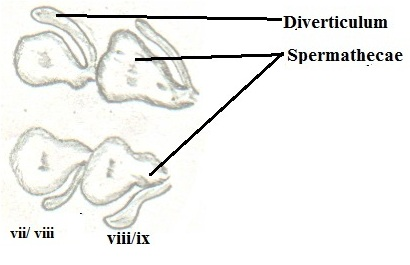 Diverticulum
Spermathecae
vii/ viii
viii/ix